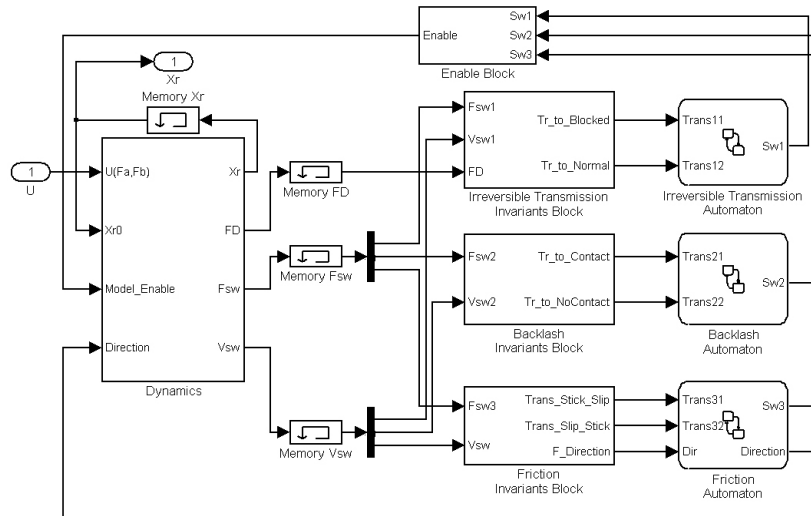 Enable
Sw1
Sw2
Sw3
Enable Block
1
Xr
Memory Xr
1
U
U(Fa,Fb)
Xr0
Model_Enable
Direction
Xr
FD
Fsw
Vsw
Dynamics
Memory FD
Memory Fsw
Memory Vsw
Fsw1
Vsw1
FD
Tr_to_Blocked
Tr_to_Normal
Irreversible Transmission
Invariants Block
Trans11
Trans12
Sw1
Irreversible Transmission
Automaton
Fsw2
Vsw2
Tr_to_Contact
Tr_to_NoContact
Backlash
Invariants Block
Trans21
Trans22
Sw2
Backlash
Automaton
Fsw3
Vsw
Trans_Stick_Slip
Trans_Slip_Stick
F_Direction
Friction
Invariants Block
Trans31
Trans32
Dir
Sw3
Direction
Friction
Automaton